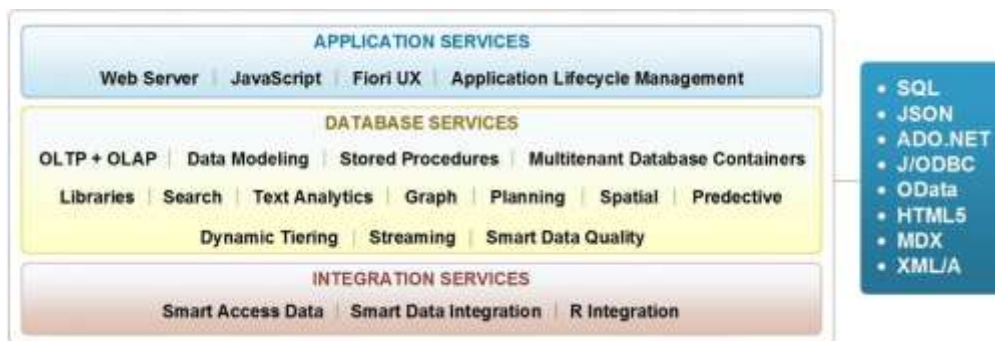 APPLICATION SERVICES
Web Server | JavaScript | Fiori UX | Application Lifecycle Management
DATABASE SERVICES
OLTP + OLAP | Data Modeling | Stored Procedures | Multitenant Database Containers
Libraries | Search | Text Analytics | Graph | Planning | Spatial | Predective
Dynamic Tiering | Streaming | Smart Data Quality
INTEGRATION SERVICES
Smart Access Data | Smart Data Integration | R Integration
• SQL
• JSON
• ADO.NET
• J/ODBC
• OData
• HTML5
• MDX
• XML/A